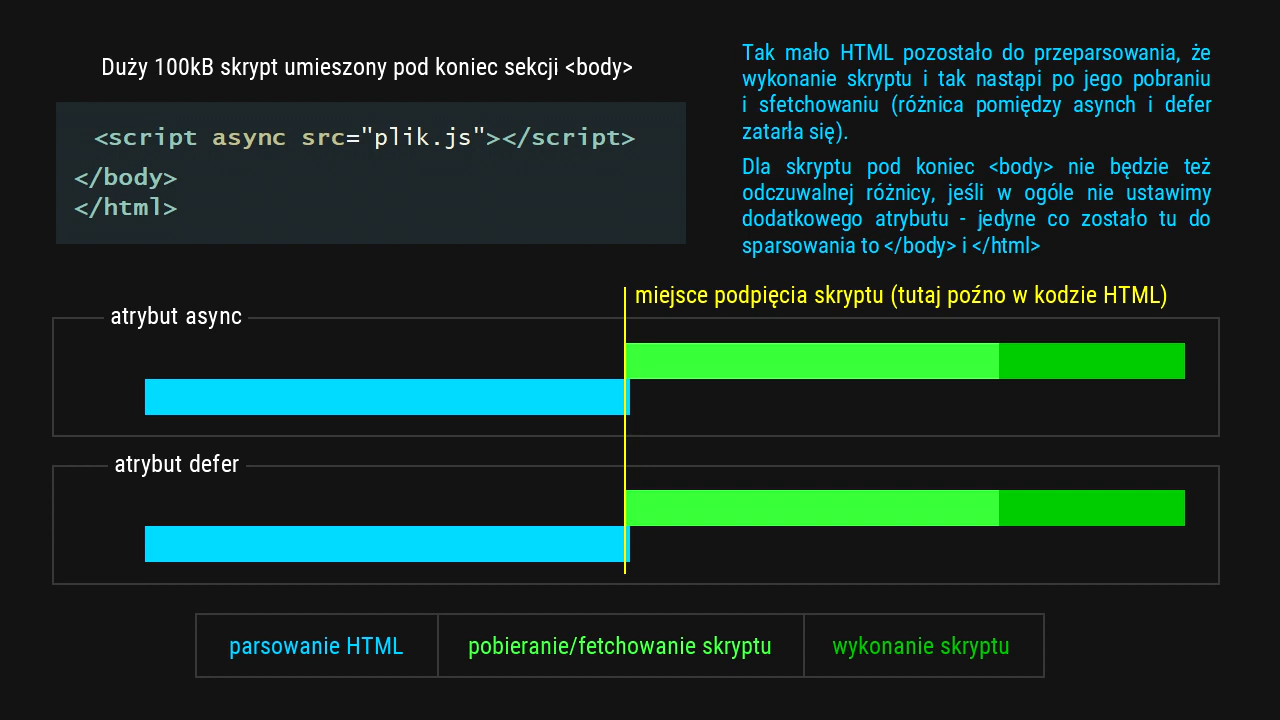 Duży 100kB skrypt umieszony pod koniec sekcji <body>
<script async src="plik.js"></script>
</body>
</html>
Tak mało HTML pozostało do przeparsowania, że
wykonanie skryptu i tak nastąpi po jego pobraniu
i sfetchowaniu (różnica pomiędzy asynch i defer
zatarła się).
Dla skryptu pod koniec <body> nie będzie też
odczuwalnej różnicy, jeśli w ogóle nie ustawimy
dodatkowego atrybutu - jedyne co zostało tu do
sparsowania to </body> i </html>
miejsce podpięcia skryptu (tutaj poźno w kodzie HTML)
atrybut async
atrybut defer
parsowanie HTML
pobieranie/fetchowanie skryptu
wykonanie skryptu